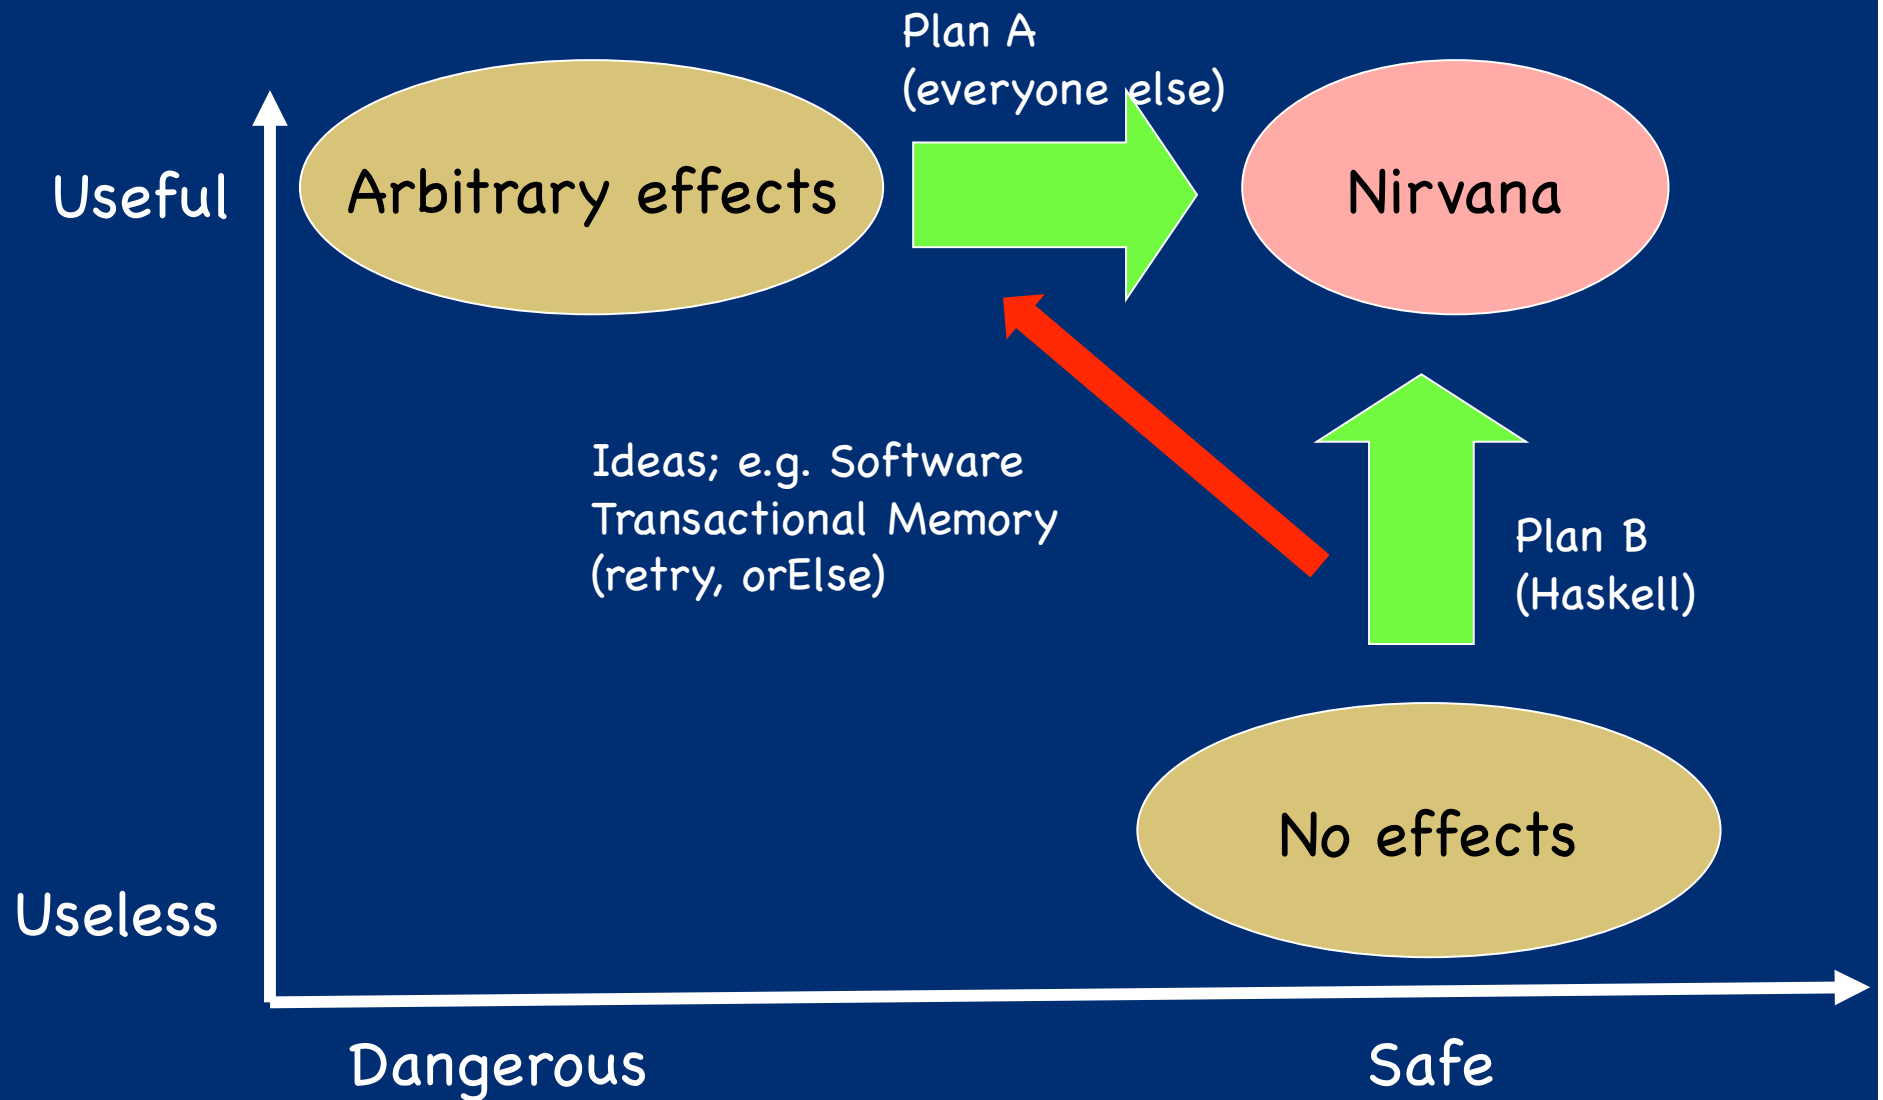 Plan A
(everyone else)
Useful
Arbitrary effects
Nirvana
Ideas; e.g. Software
Transactional Memory
(retry, orElse)
Plan B
(Haskell)
No effects
Useless
Dangerous
Safe